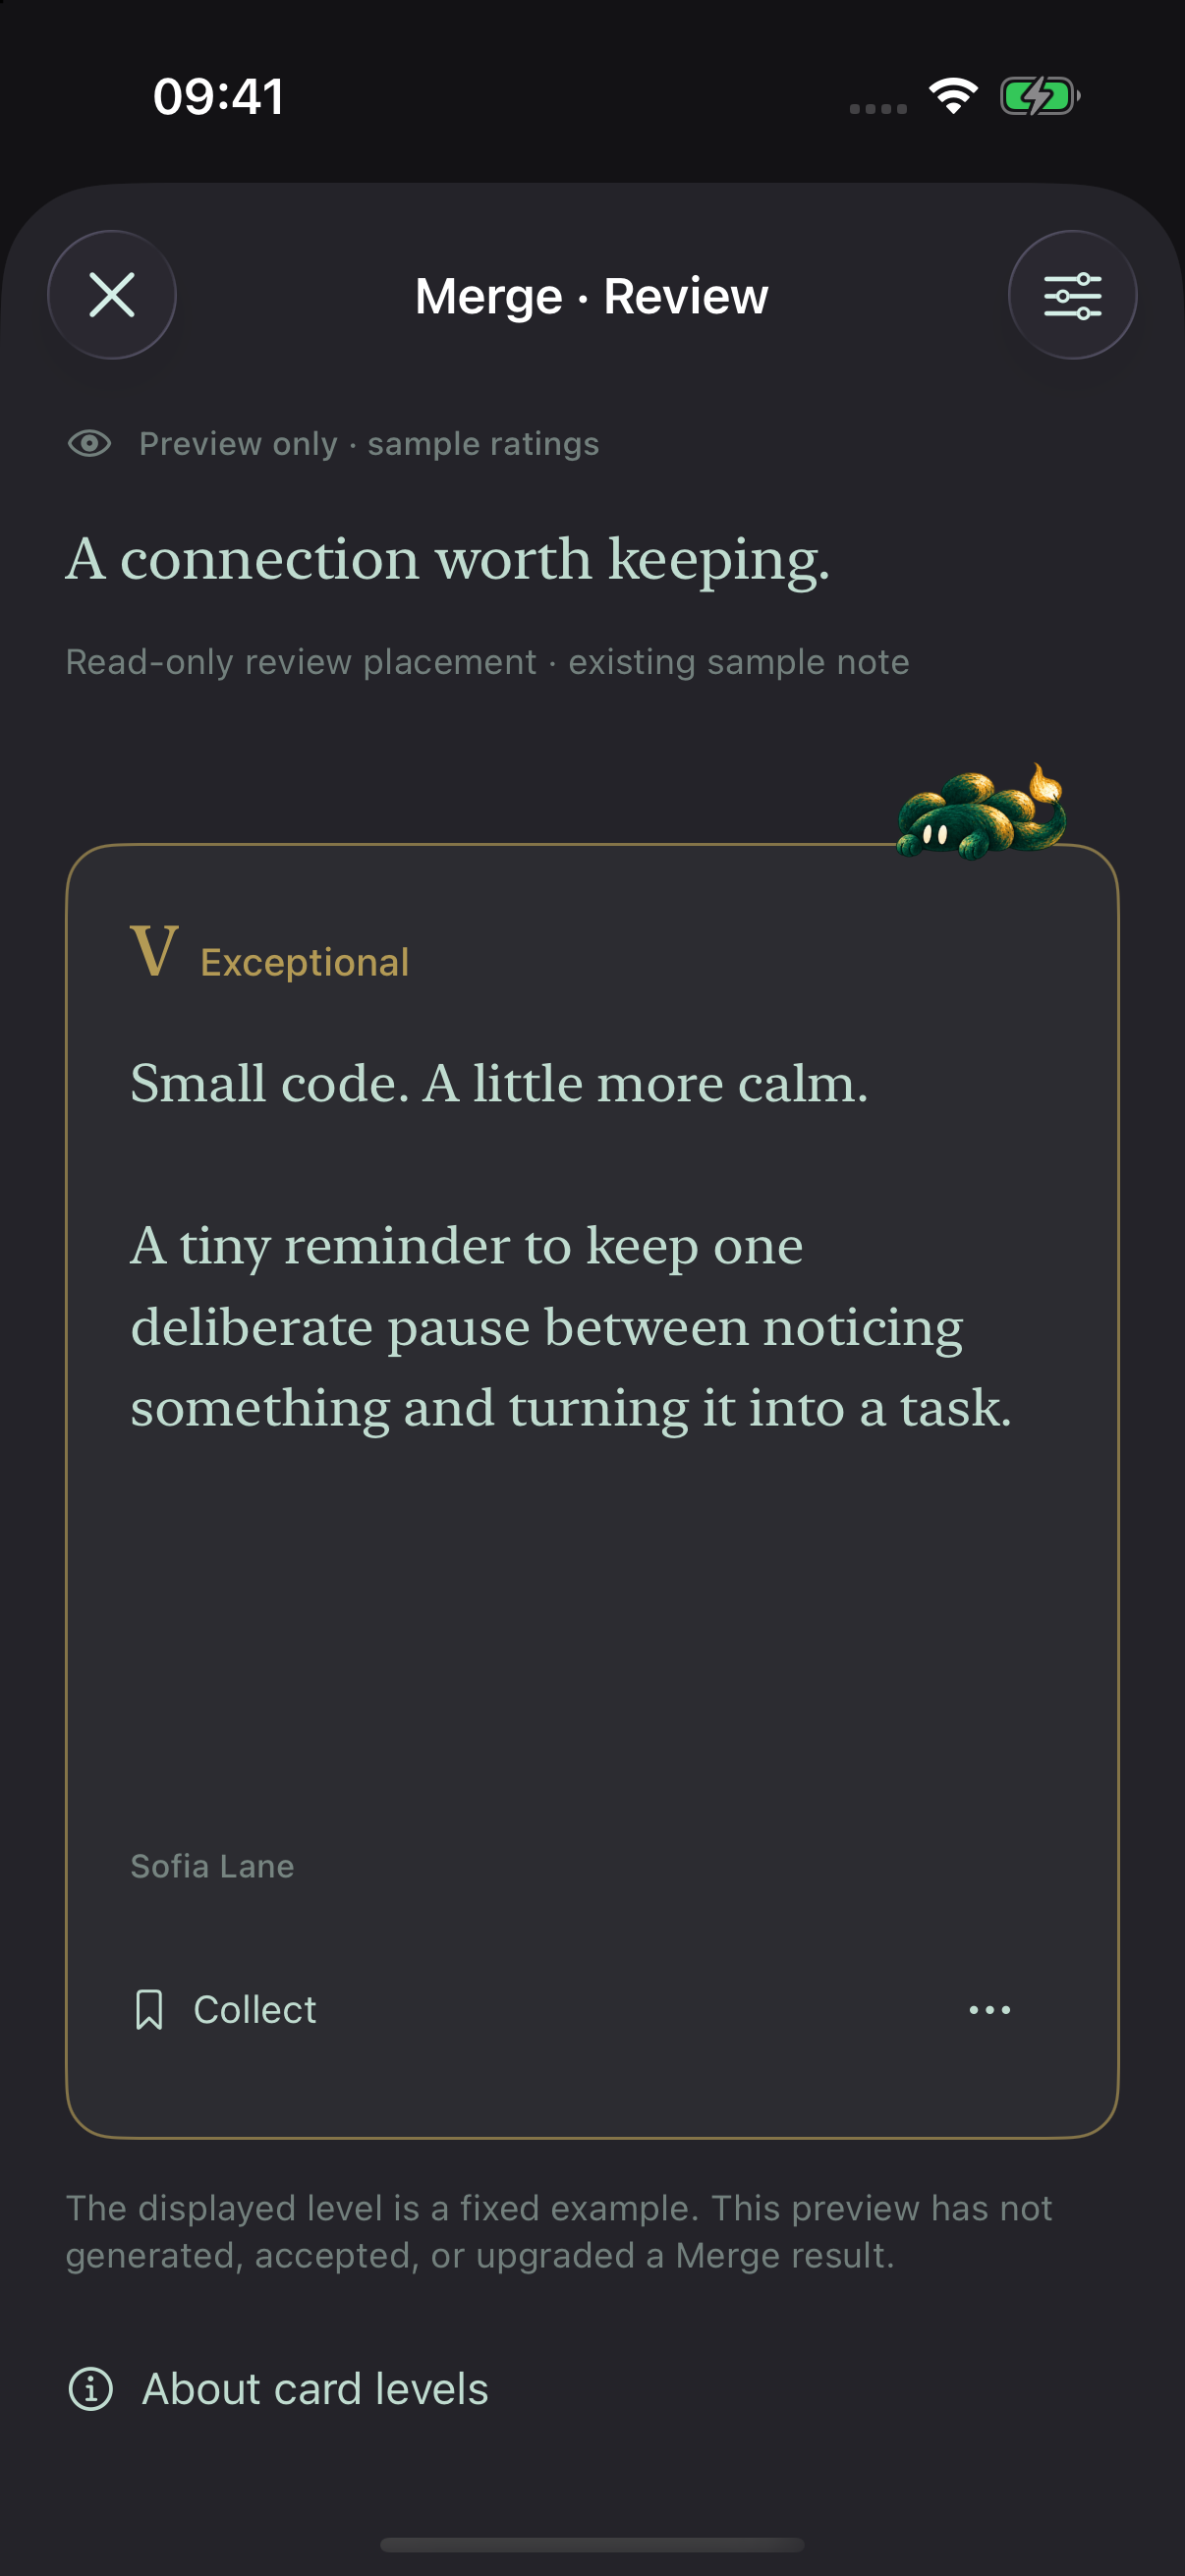 09:41
Merge · Review
Preview only · sample ratings
A connection worth keeping.
Read-only review placement · existing sample note
V Exceptional
Small code. A little more calm.
A tiny reminder to keep one
deliberate pause between noticing
something and turning it into a task.
Sofia Lane
Collect
The displayed level is a fixed example. This preview has not
generated, accepted, or upgraded a Merge result.
About card levels